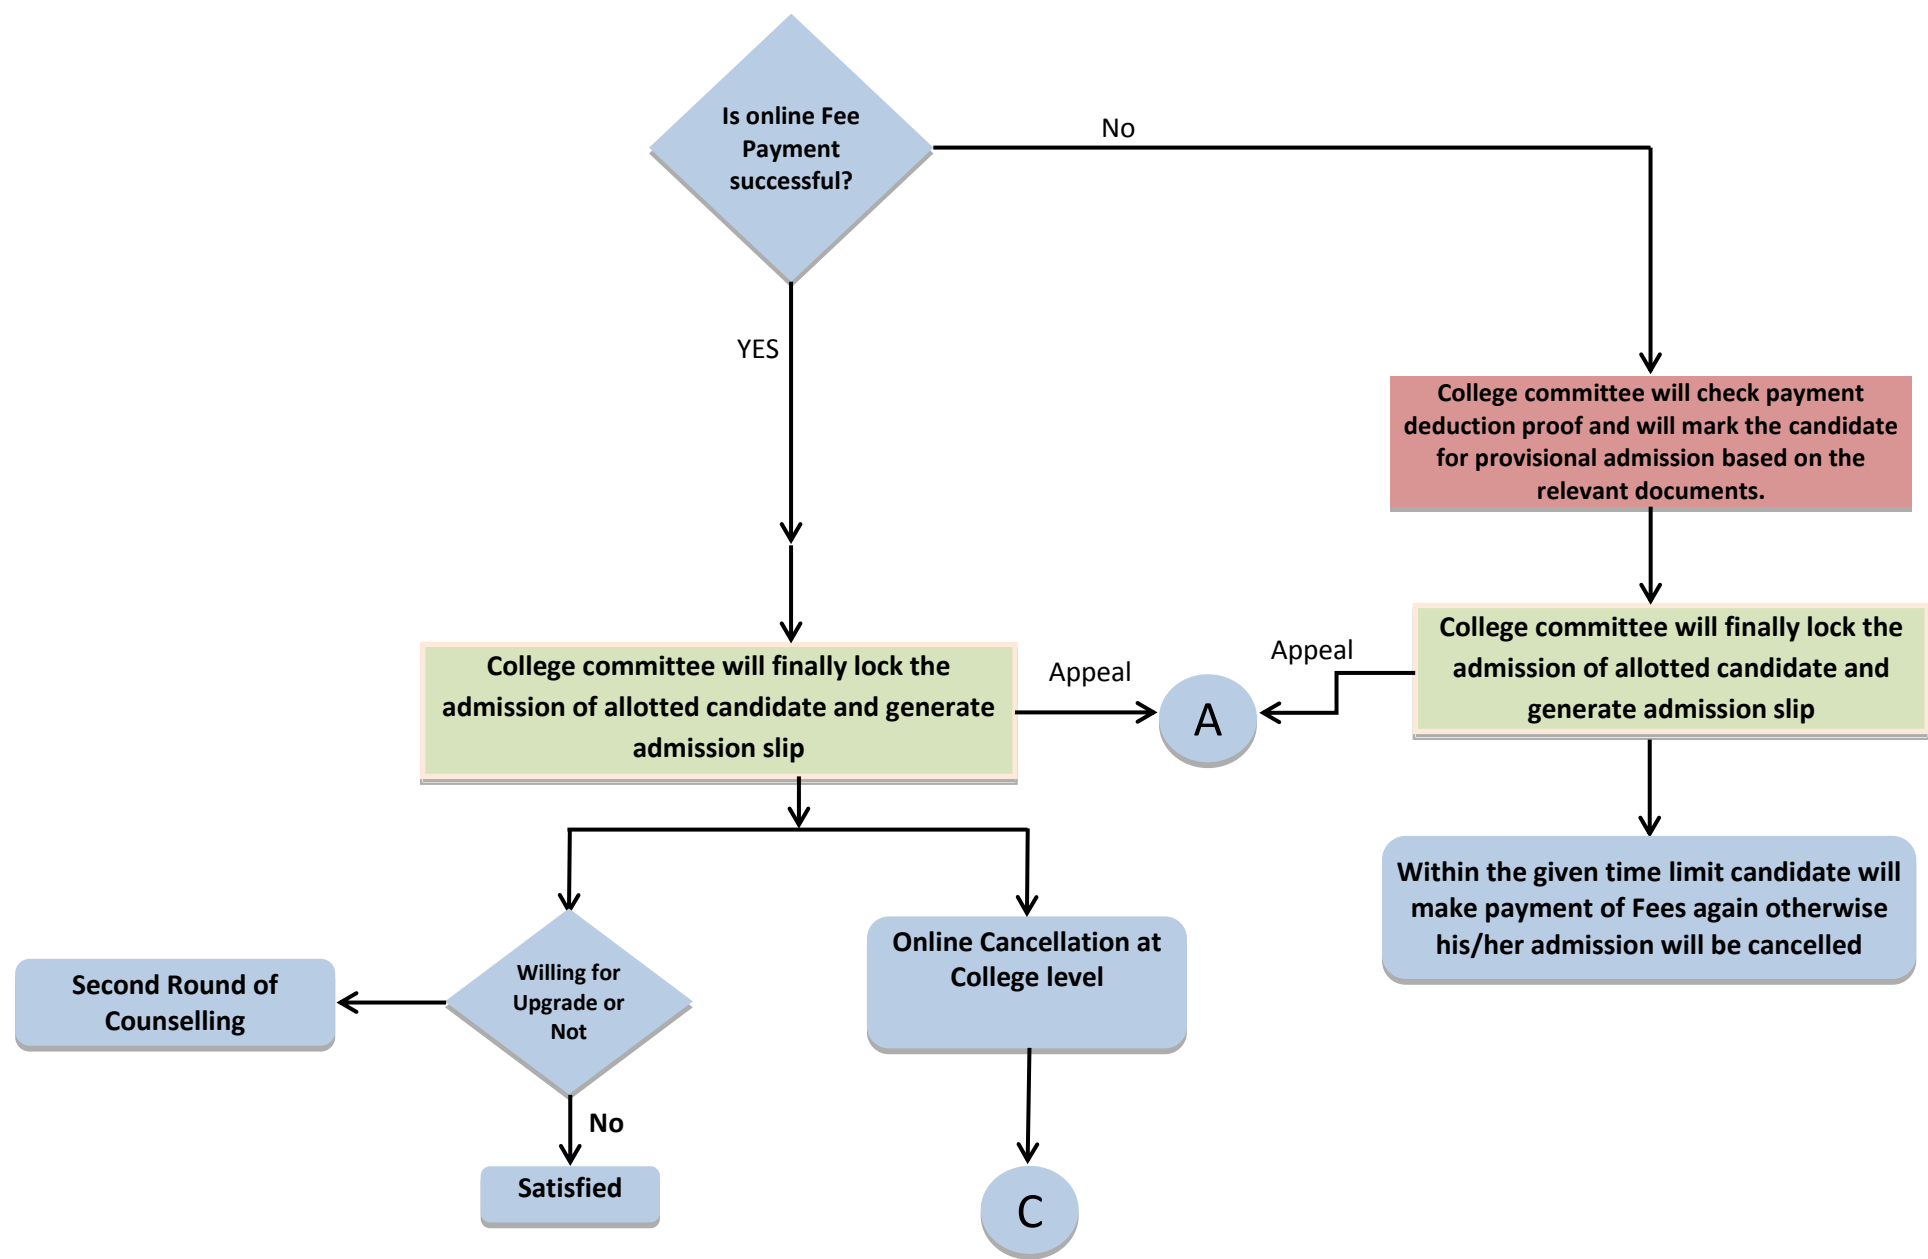 Is online Fee
Payment
successful?
No
YES
College committee will check payment
deduction proof and will mark the candidate
for provisional admission based on the
relevant documents.
College committee will finally lock the
admission of allotted candidate and generate
admission slip
Appeal
A
Appeal
College committee will finally lock the
admission of allotted candidate and
generate admission slip
Within the given time limit candidate will
make payment of Fees again otherwise
his/her admission will be cancelled
Second Round of
Counselling
Willing for
Upgrade or
Not
Online Cancellation at
College level
No
Satisfied
C